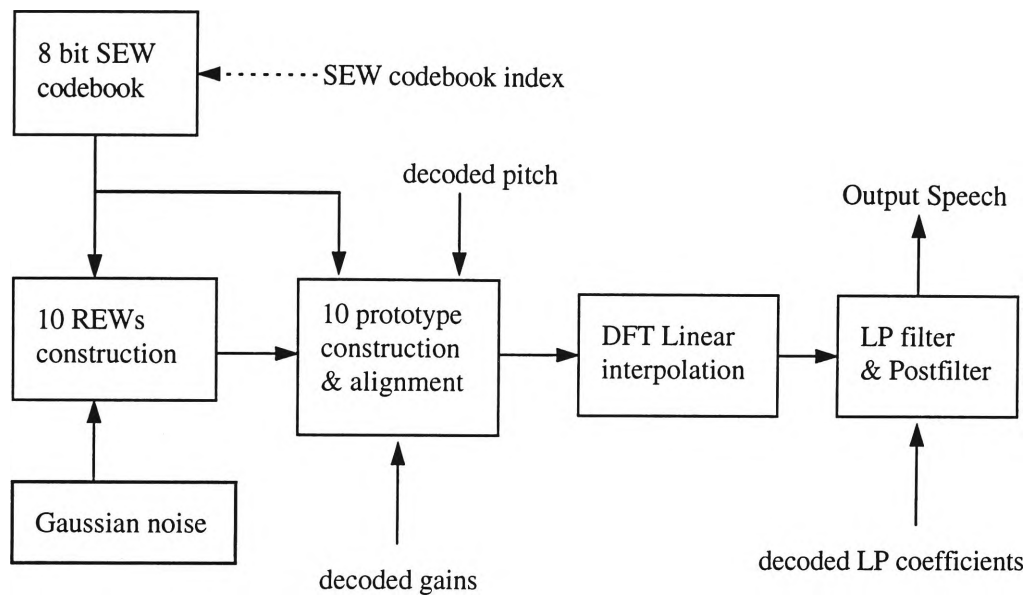 8 bit SEW
codebook
SEW codebook index
decoded pitch
Output Speech
10 REWs
construction
10 prototype
construction
& alignment
DFT Linear
interpolation
LP filter
& Postfilter
Gaussian noise
decoded gains
decoded LP coefficients